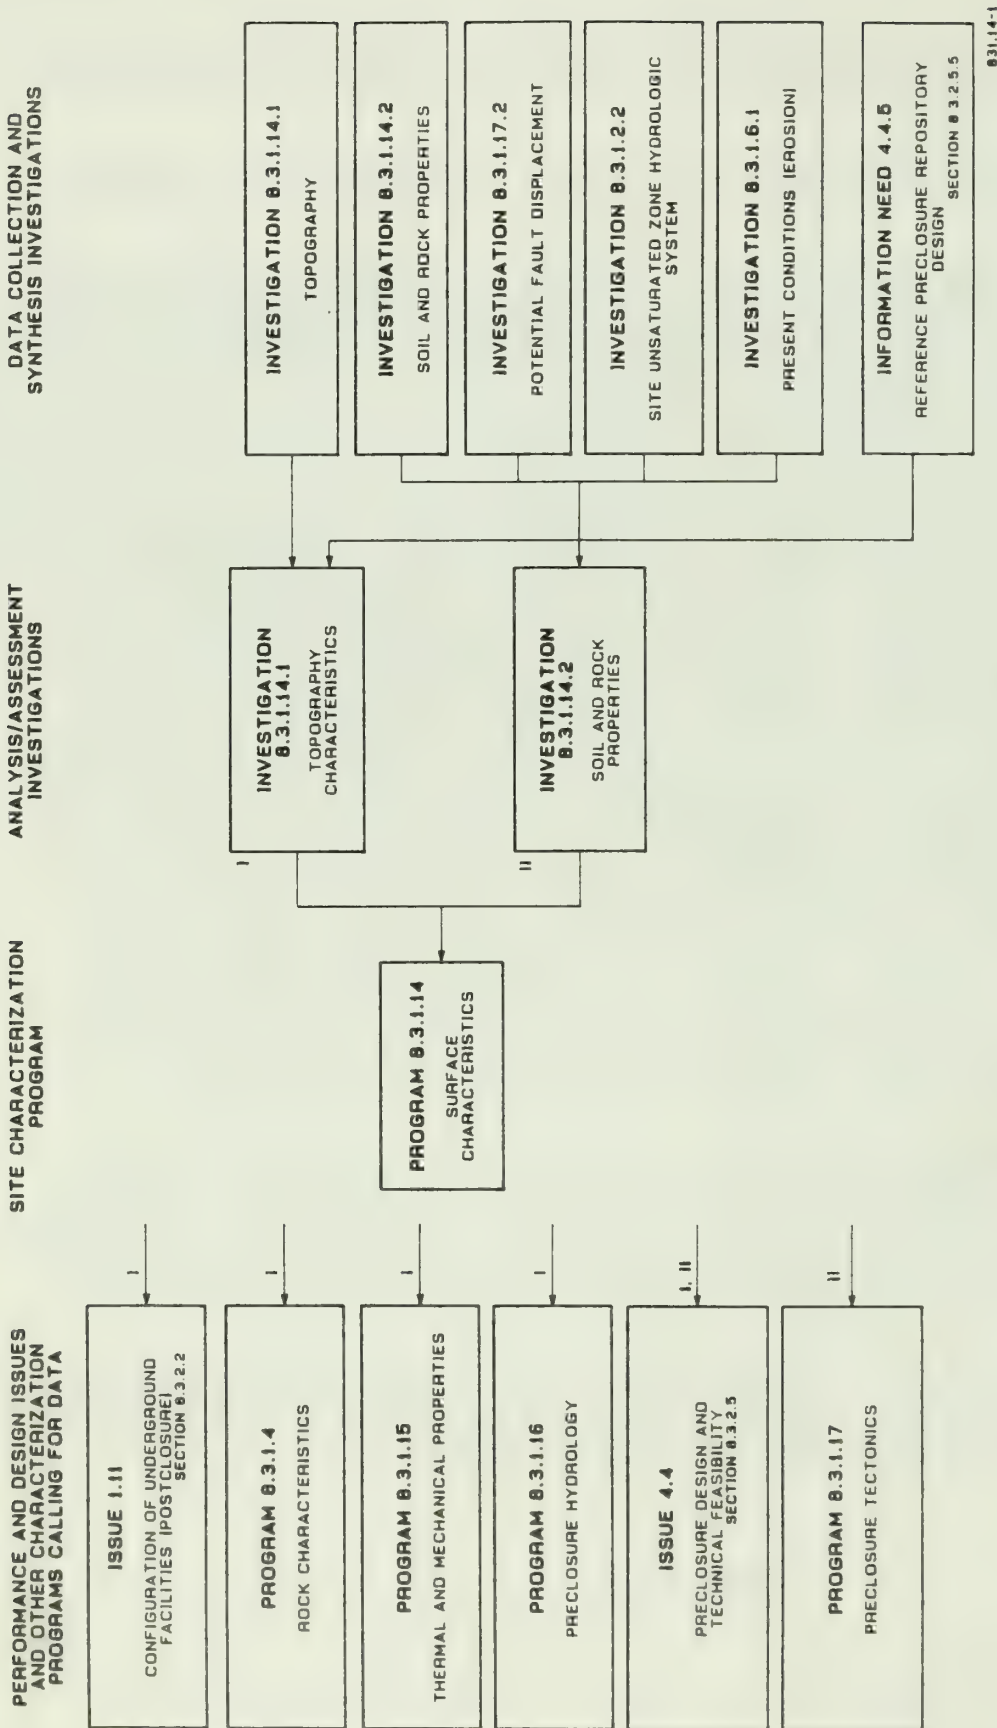 PERFORMANCE AND DESIGN ISSUES
AND OTHER CHARACTERIZATION
PROGRAMS CALLING FOR DATA
ISSUE 1.11
CONFIGURATION OF UNDERGROUND
FACILITIES (POSTCLOSURE)
SECTION 8.3.2.2
I
PROGRAM 8.3.1.4
ROCK CHARACTERISTICS
I
PROGRAM 8.3.1.15
THERMAL AND MECHANICAL PROPERTIES
I
PROGRAM 8.3.1.16
PRECLOSURE HYDROLOGY
I
ISSUE 4.4
PRECLOSURE DESIGN AND
TECHNICAL FEASIBILITY
SECTION 8.3.2.5
I, II
PROGRAM 8.3.1.17
PRECLOSURE TECTONICS
II
SITE CHARACTERIZATION
PROGRAM
PROGRAM 8.3.1.14
SURFACE
CHARACTERISTICS
ANALYSIS/ASSESSMENT
INVESTIGATIONS
I
INVESTIGATION
8.3.1.14.1
TOPOGRAPHY
CHARACTERISTICS
II
INVESTIGATION
8.3.1.14.2
SOIL AND ROCK
PROPERTIES
DATA COLLECTION AND
SYNTHESIS INVESTIGATIONS
INVESTIGATION 8.3.1.14.1
TOPOGRAPHY
INVESTIGATION 8.3.1.14.2
SOIL AND ROCK PROPERTIES
INVESTIGATION 8.3.1.17.2
POTENTIAL FAULT DISPLACEMENT
INVESTIGATION 8.3.1.2.2
SITE UNSATURATED ZONE HYDROLOGIC
SYSTEM
INVESTIGATION 8.3.1.6.1
PRESENT CONDITIONS (EROSION)
INFORMATION NEED 4.4.5
REFERENCE PRECLOSURE REPOSITORY
DESIGN
SECTION 8.3.2.5.5
831.14-1